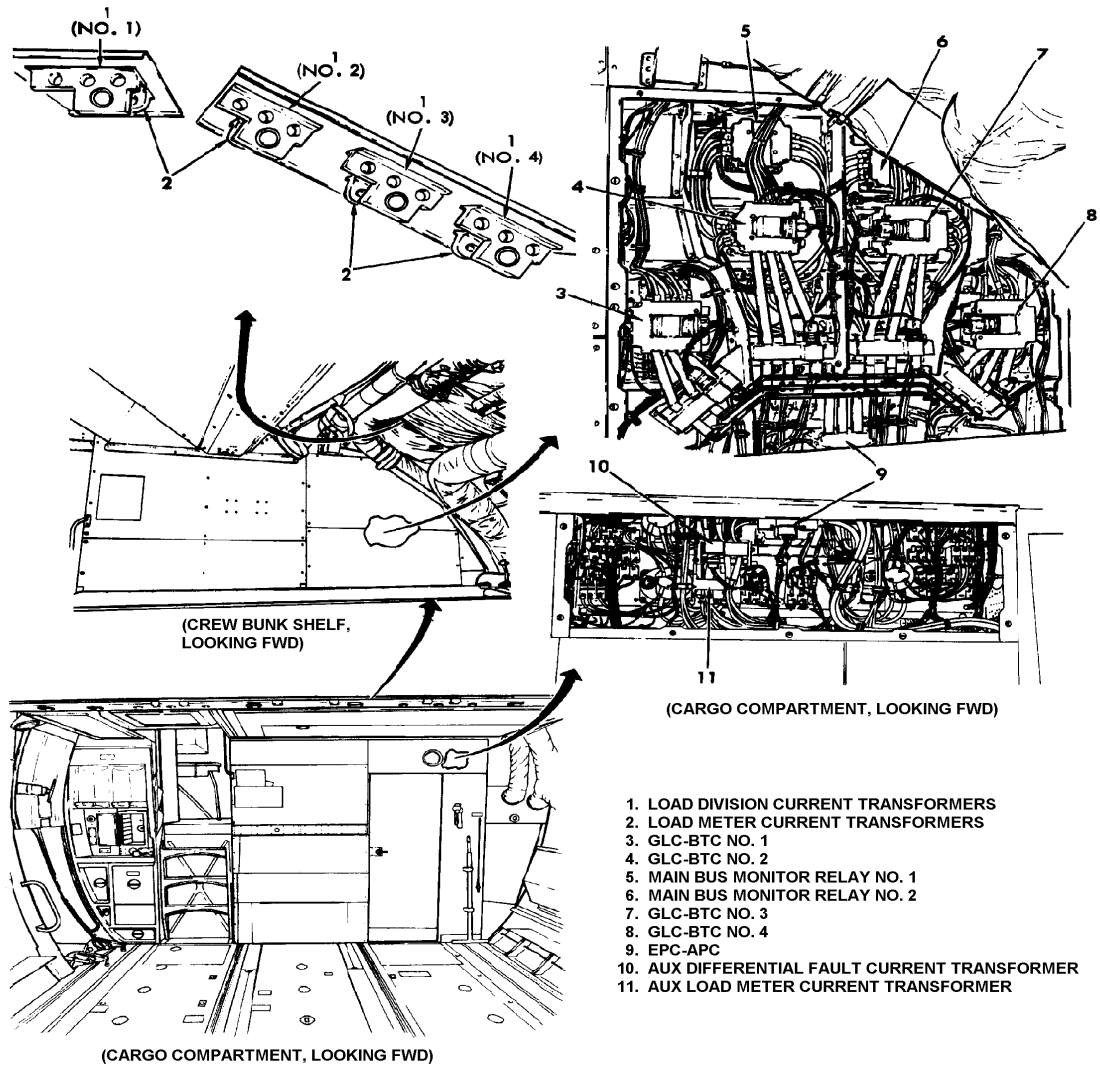 1
(NO. 1)
1
(NO. 2)
1
(NO. 3)
1
(NO. 4)
2
2
5
6
7
4
8
3
9
10
11
(CREW BUNK SHELF,
LOOKING FWD)
(CARGO COMPARTMENT, LOOKING FWD)
1. LOAD DIVISION CURRENT TRANSFORMERS
2. LOAD METER CURRENT TRANSFORMERS
3. GLC-BTC NO. 1
4. GLC-BTC NO. 2
5. MAIN BUS MONITOR RELAY NO. 1
6. MAIN BUS MONITOR RELAY NO. 2
7. GLC-BTC NO. 3
8. GLC-BTC NO. 4
9. EPC-APC
10. AUX DIFFERENTIAL FAULT CURRENT TRANSFORMER
11. AUX LOAD METER CURRENT TRANSFORMER
(CARGO COMPARTMENT, LOOKING FWD)